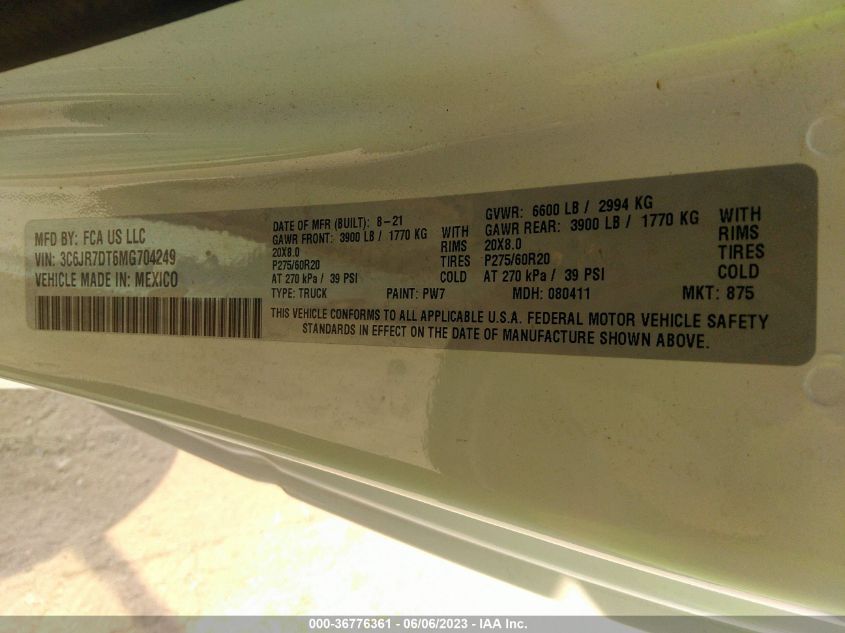 MFD BY: FCA US LLC
VIN: 3C6JR7DT6MG704249
VEHICLE MADE IN: MEXICO
DATE OF MFR (BUILT): 8-21
GAWR FRONT: 3900 LB / 1770 KG WITH
20X8.0 RIMS
P275/60R20 TIRES
AT 270 kPa / 39 PSI COLD
GVWR: 6600 LB / 2994 KG
GAWR REAR: 3900 LB / 1770 KG WITH
20X8.0 RIMS
P275/60R20 TIRES
AT 270 kPa / 39 PSI COLD
TYPE: TRUCK PAINT: PW7 MDH: 080411 MKT: 875
THIS VEHICLE CONFORMS TO ALL APPLICABLE U.S.A. FEDERAL MOTOR VEHICLE SAFETY
STANDARDS IN EFFECT ON THE DATE OF MANUFACTURE SHOWN ABOVE.
000-36776361 - 06/06/2023 - IAA Inc.